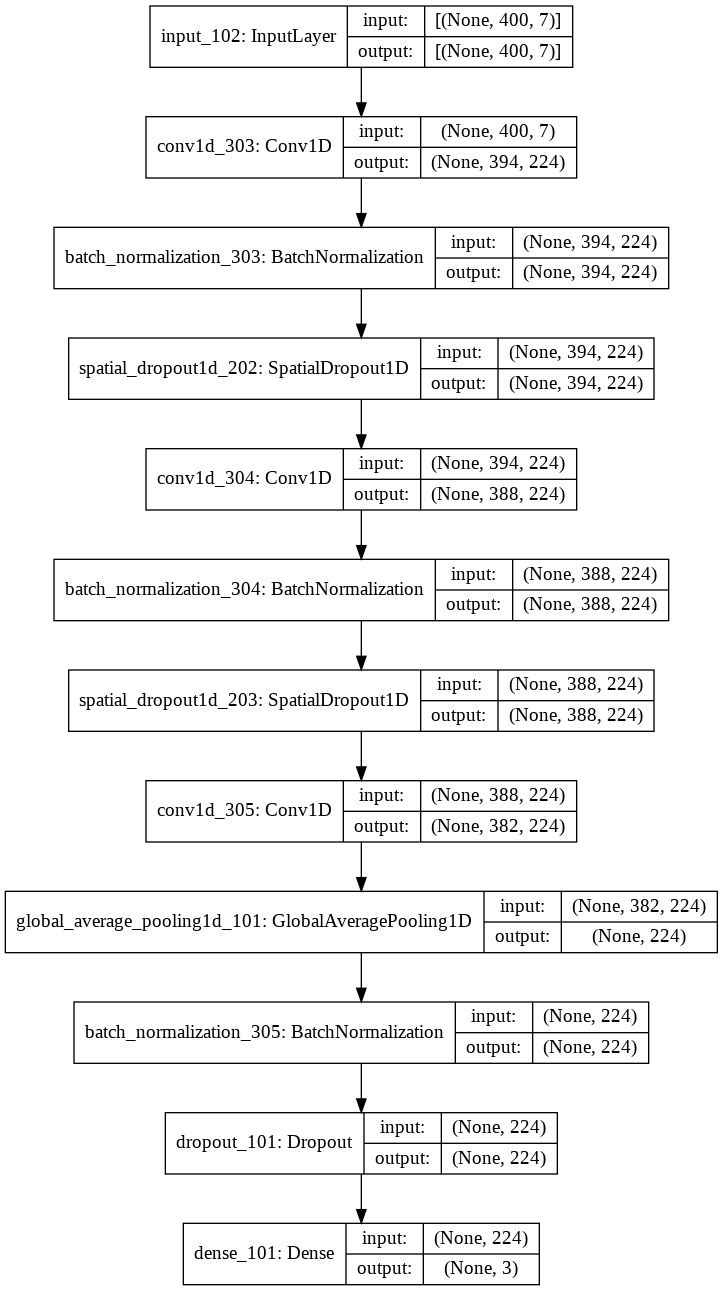 input_102: InputLayer
input: [(None, 400, 7)]
output: [(None, 400, 7)]
conv1d_303: Conv1D
input: (None, 400, 7)
output: (None, 394, 224)
batch_normalization_303: BatchNormalization
input: (None, 394, 224)
output: (None, 394, 224)
spatial_dropout1d_202: SpatialDropout1D
input: (None, 394, 224)
output: (None, 394, 224)
conv1d_304: Conv1D
input: (None, 394, 224)
output: (None, 388, 224)
batch_normalization_304: BatchNormalization
input: (None, 388, 224)
output: (None, 388, 224)
spatial_dropout1d_203: SpatialDropout1D
input: (None, 388, 224)
output: (None, 388, 224)
conv1d_305: Conv1D
input: (None, 388, 224)
output: (None, 382, 224)
global_average_pooling1d_101: GlobalAveragePooling1D
input: (None, 382, 224)
output: (None, 224)
batch_normalization_305: BatchNormalization
input: (None, 224)
output: (None, 224)
dropout_101: Dropout
input: (None, 224)
output: (None, 224)
dense_101: Dense
input: (None, 224)
output: (None, 3)